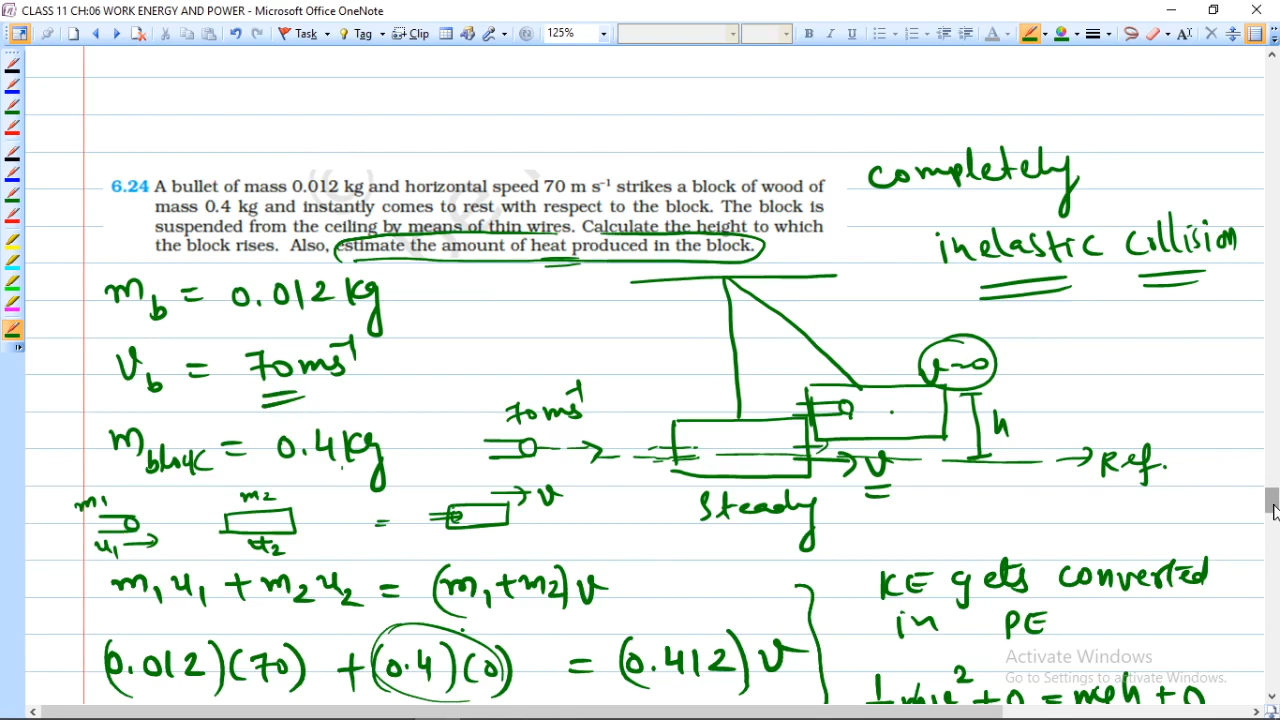 CLASS 11 CH:06 WORK ENERGY AND POWER - Microsoft Office OneNote
Task Tag Clip 125% B I U
6.24 A bullet of mass 0.012 kg and horizontal speed 70 m s⁻¹ strikes a block of wood of
mass 0.4 kg and instantly comes to rest with respect to the block. The block is
suspended from the ceiling by means of thin wires. Calculate the height to which
the block rises. Also, estimate the amount of heat produced in the block.
completely
inelastic collision
m_b = 0.012 kg
v_b = 70 ms⁻¹
m_block = 0.4 kg
70 ms⁻¹
v=0
h
v
Ref.
Steady
m₁ m₂ = v
u₁ u₂
m₁u₁ + m₂u₂ = (m₁+m₂)v
(0.012)(70) + (0.4)(0) = (0.412)v
KE gets converted
in PE
Activate Windows
Go to Settings to activate Windows.